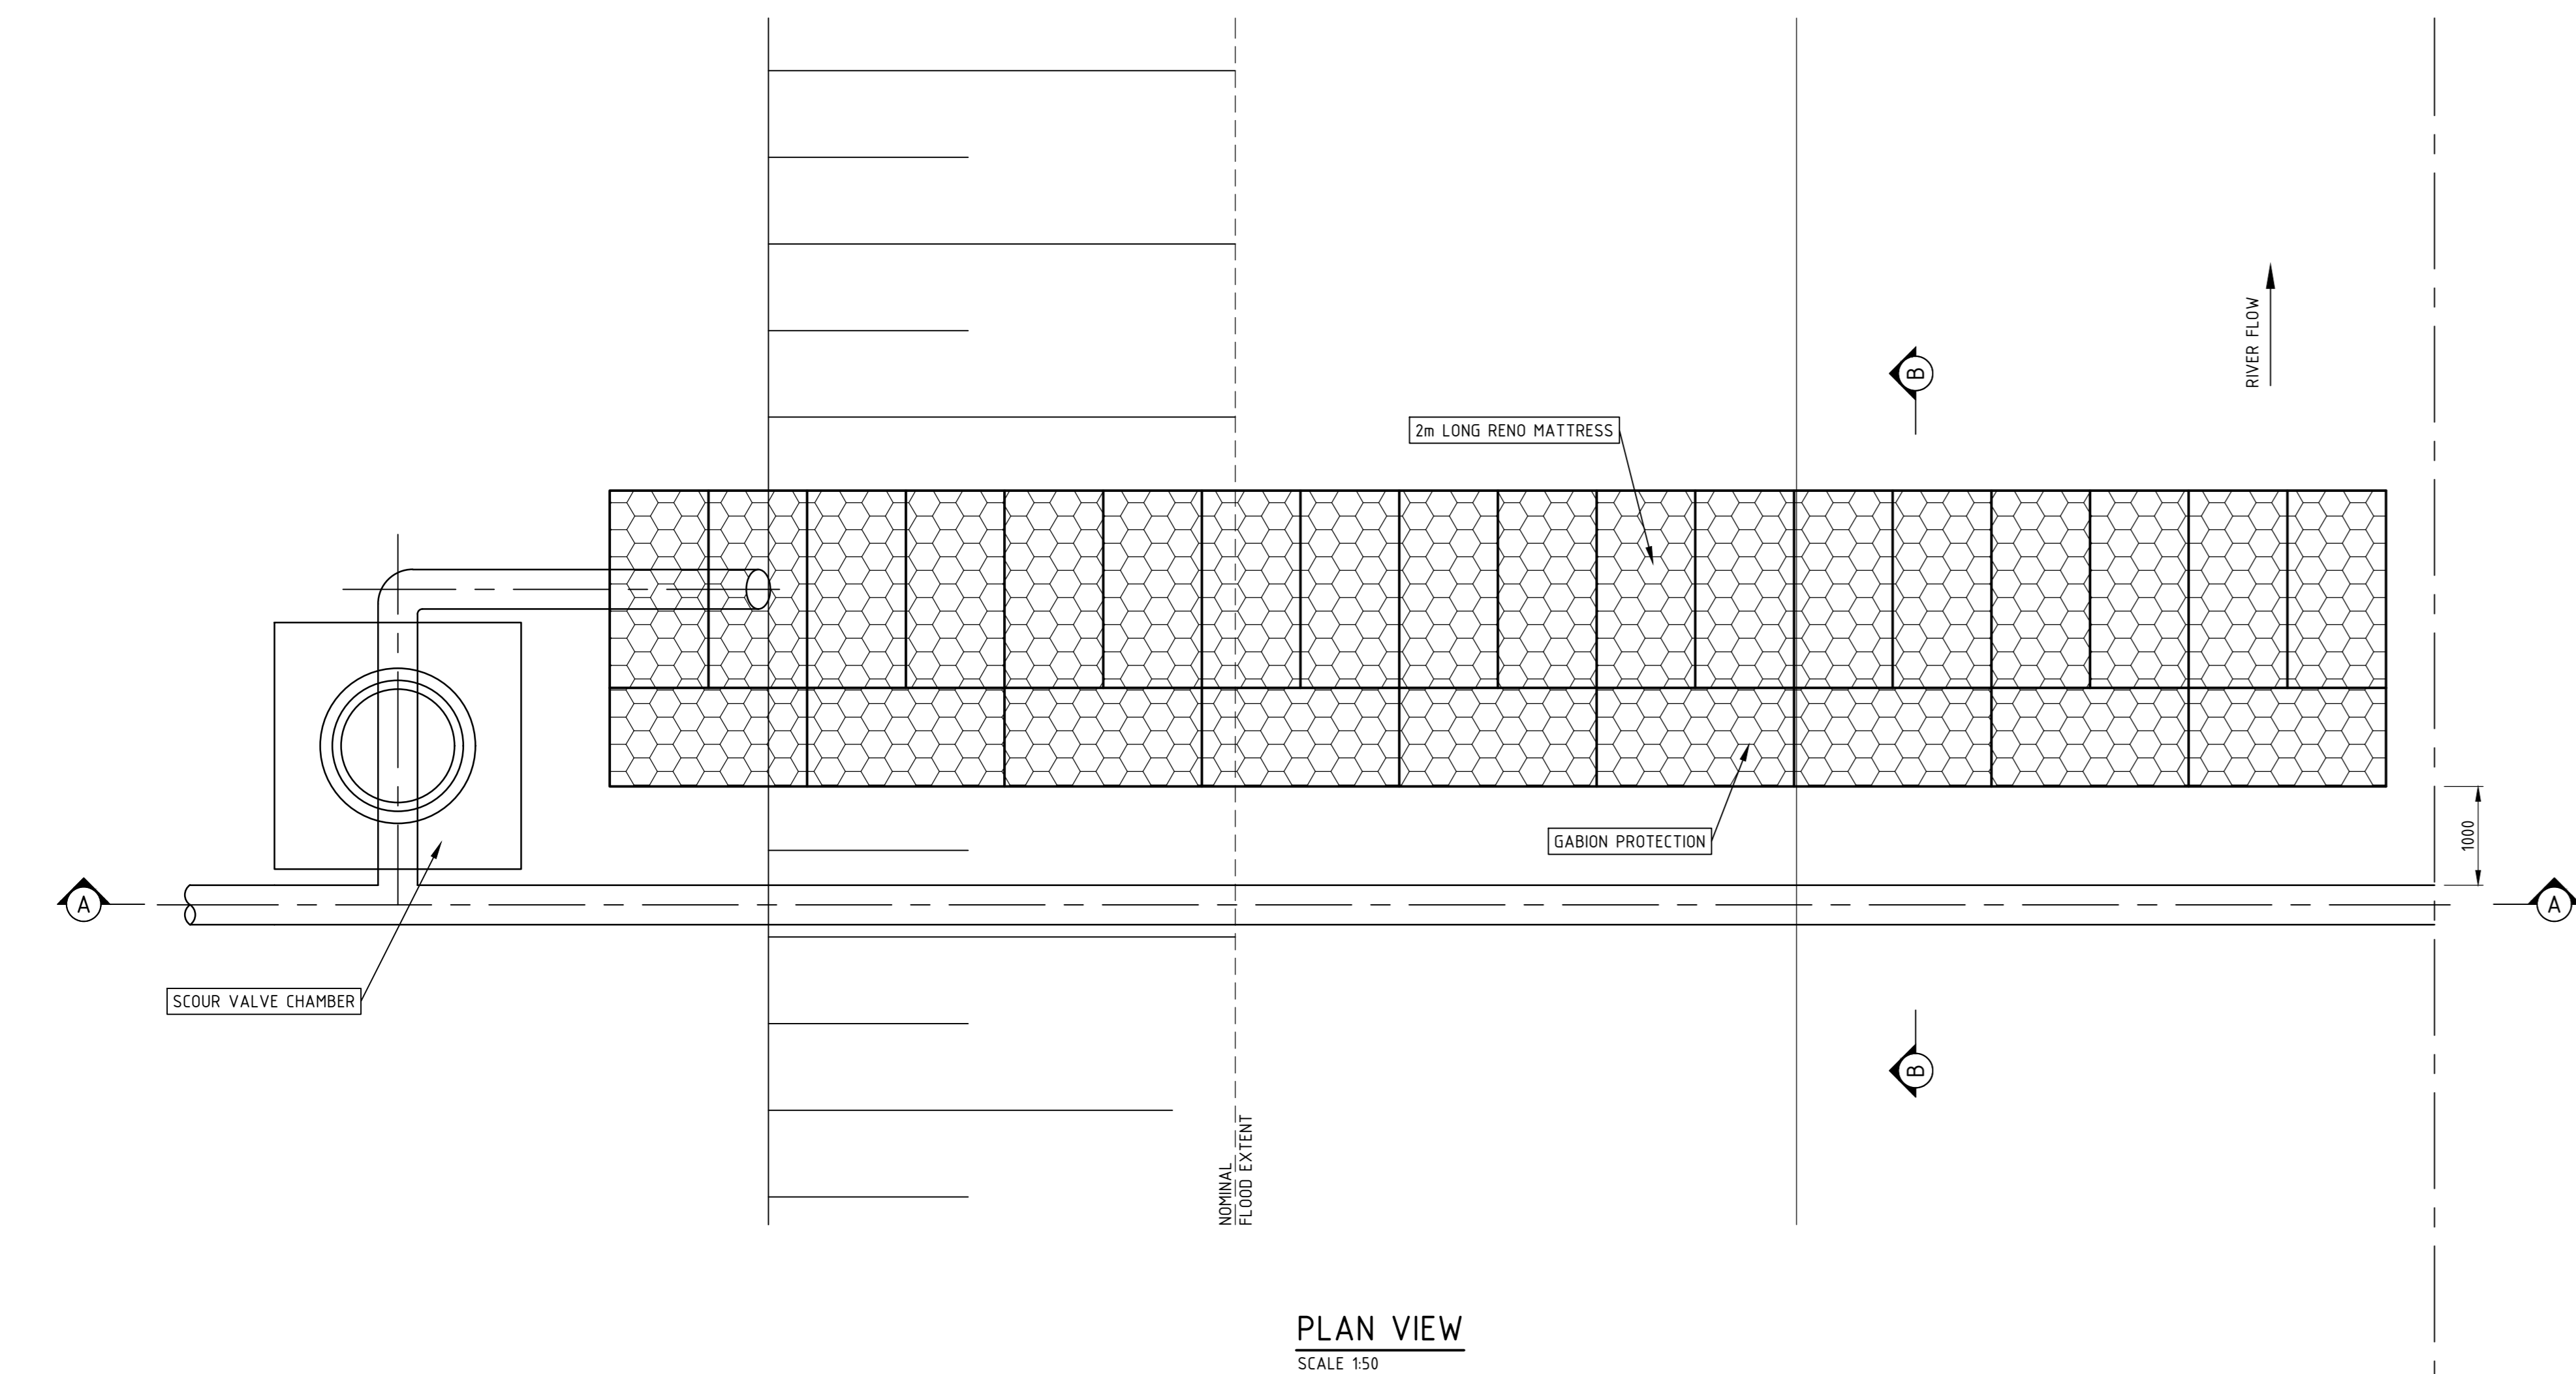 RIVER FLOW
B
2m LONG RENO MATTRESS
GABION PROTECTION
1000
A
A
SCOUR VALVE CHAMBER
B
NOMINAL
FLOOD EXTENT
PLAN VIEW
SCALE 1:50